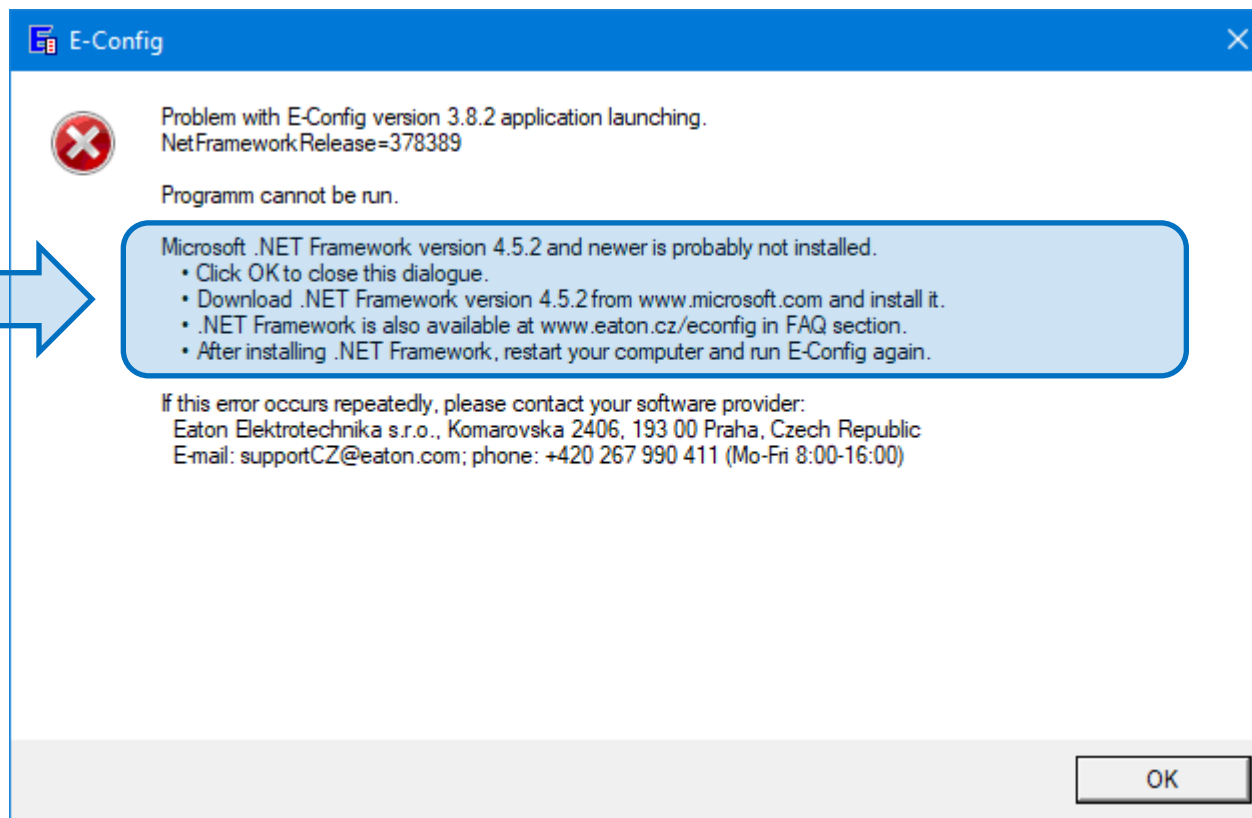 E-Config
Problem with E-Config version 3.8.2 application launching.
NetFrameworkRelease=378389
Programm cannot be run.
Microsoft .NET Framework version 4.5.2 and newer is probably not installed.
• Click OK to close this dialogue.
• Download .NET Framework version 4.5.2 from www.microsoft.com and install it.
• .NET Framework is also available at www.eaton.cz/econfig in FAQ section.
• After installing .NET Framework, restart your computer and run E-Config again.
If this error occurs repeatedly, please contact your software provider:
Eaton Elektrotechnika s.r.o., Komarovska 2406, 193 00 Praha, Czech Republic
E-mail: supportCZ@eaton.com; phone: +420 267 990 411 (Mo-Fri 8:00-16:00)
OK